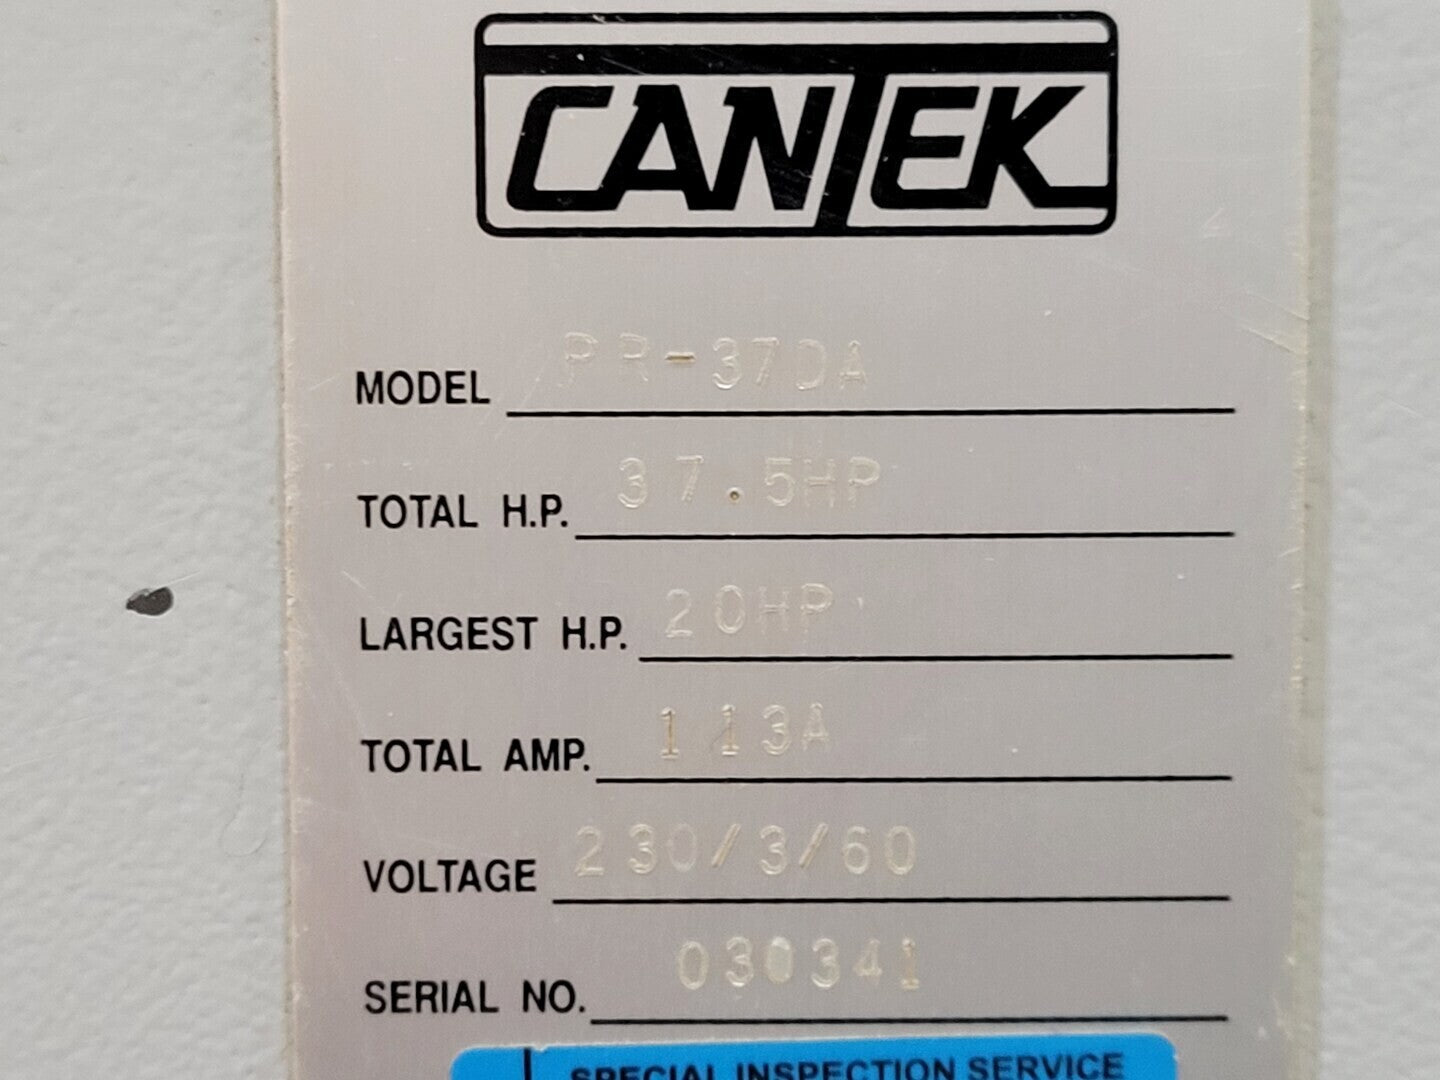 CANTEK
MODEL PR-37DA
TOTAL H.P. 37.5HP
LARGEST H.P. 20HP
TOTAL AMP. 113A
VOLTAGE 230/3/60
SERIAL NO. 030341
SPECIAL INSPECTION SERVICE